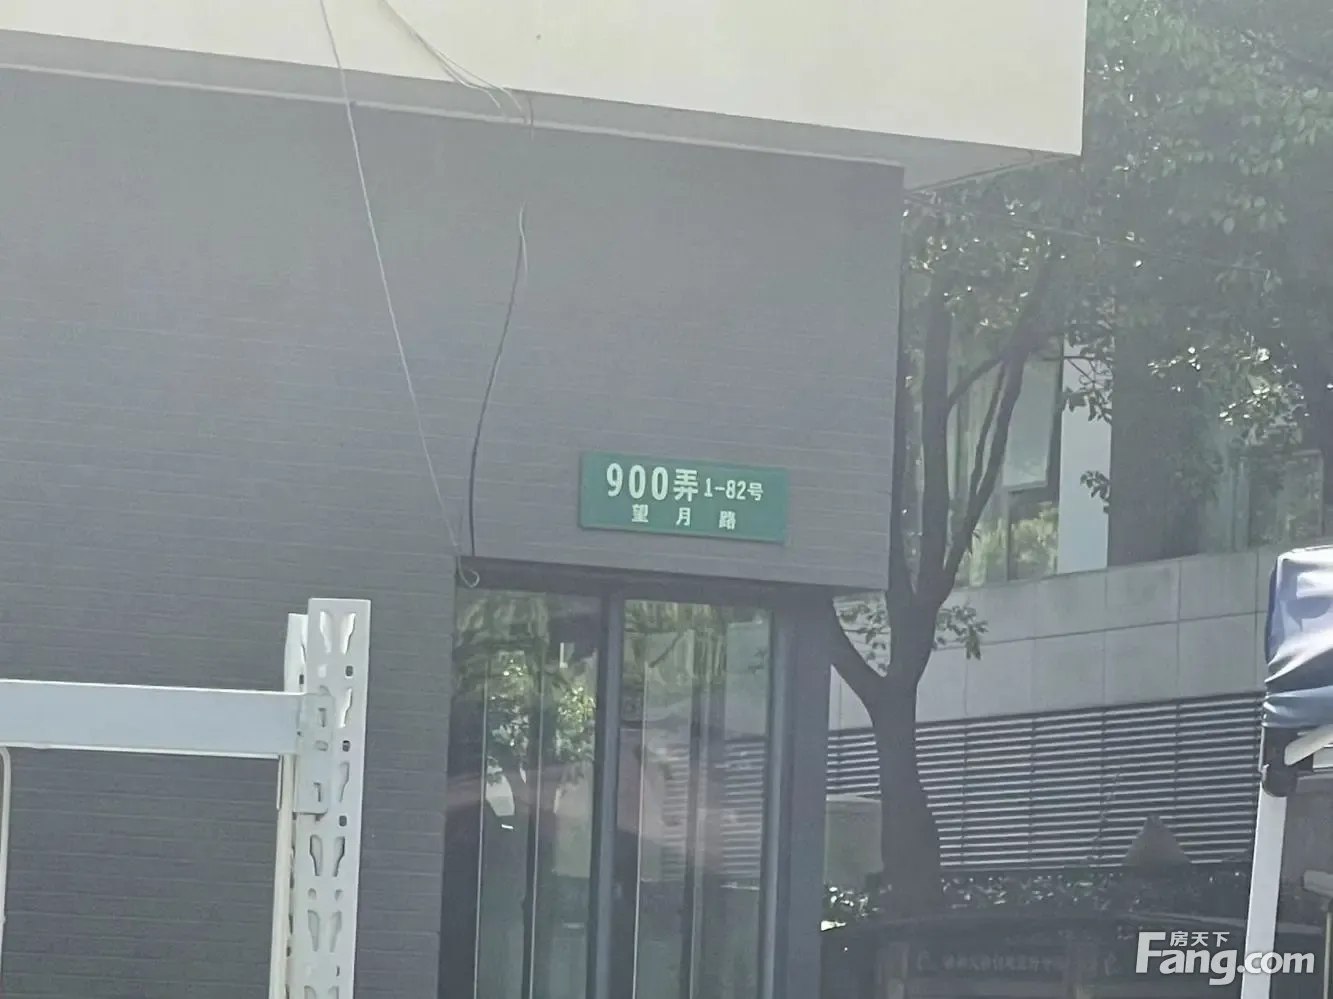 900弄 1-82号
望月路
房天下
Fang.com